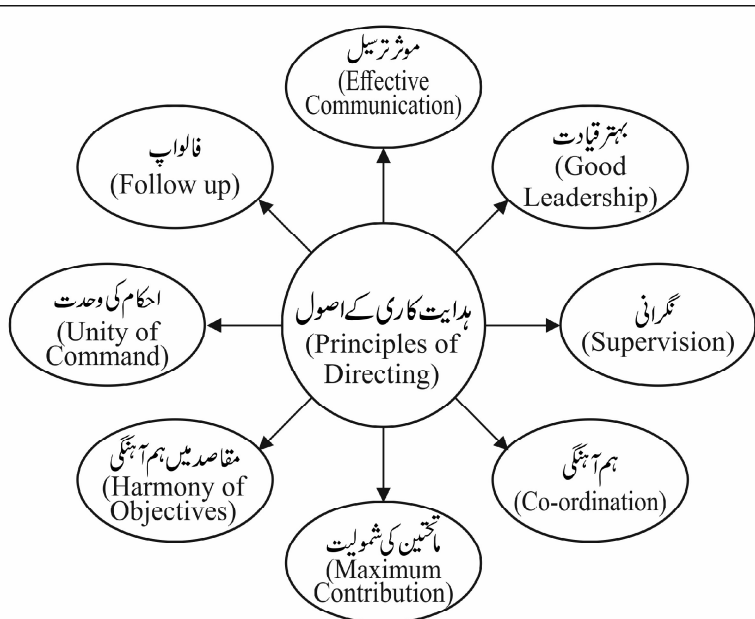 موثر ترسیل
(Effective
Communication)
بہتر قیادت
(Good
Leadership)
فالو اپ
(Follow up)
احکام کی وحدت
(Unity of
Command)
ہدایت کاری کے اصول
(Principles of
Directing)
نگرانی
(Supervision)
مقاصد میں ہم آہنگی
(Harmony of
Objectives)
ہم آہنگی
(Co-ordination)
ماتحتین کی شمولیت
(Maximum
Contribution)